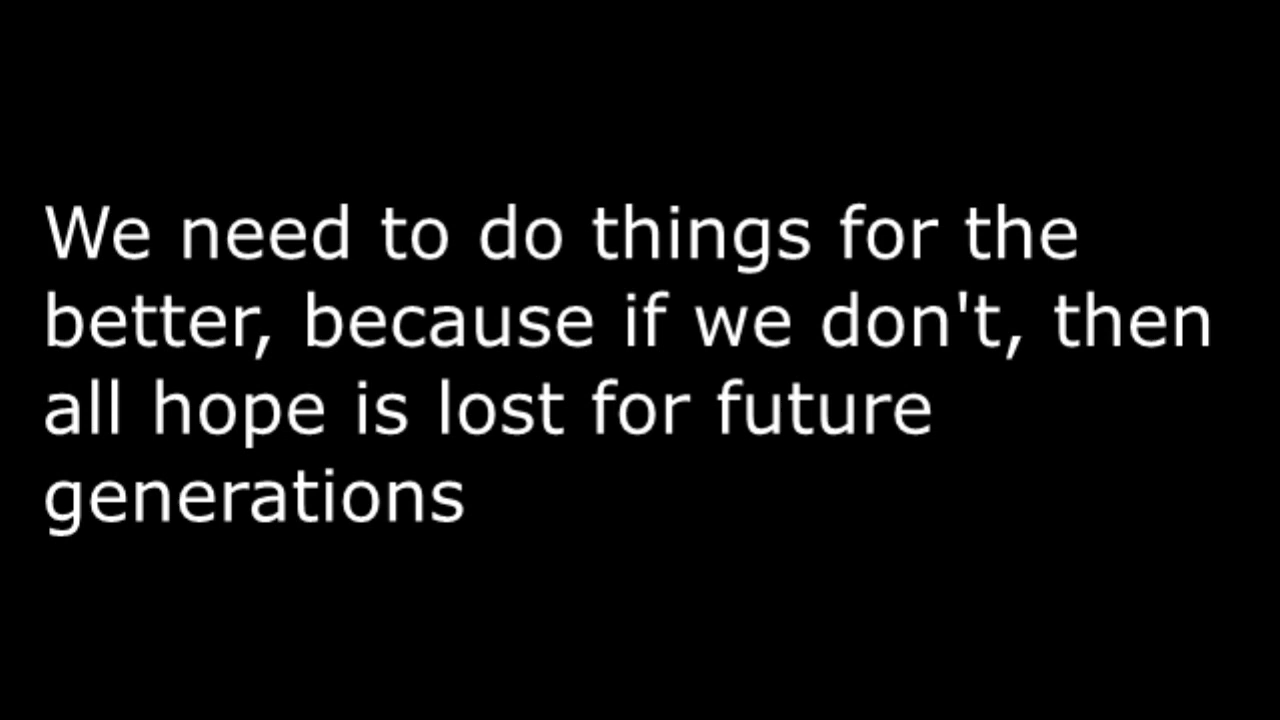 We need to do things for the
better, because if we don't, then
all hope is lost for future
generations